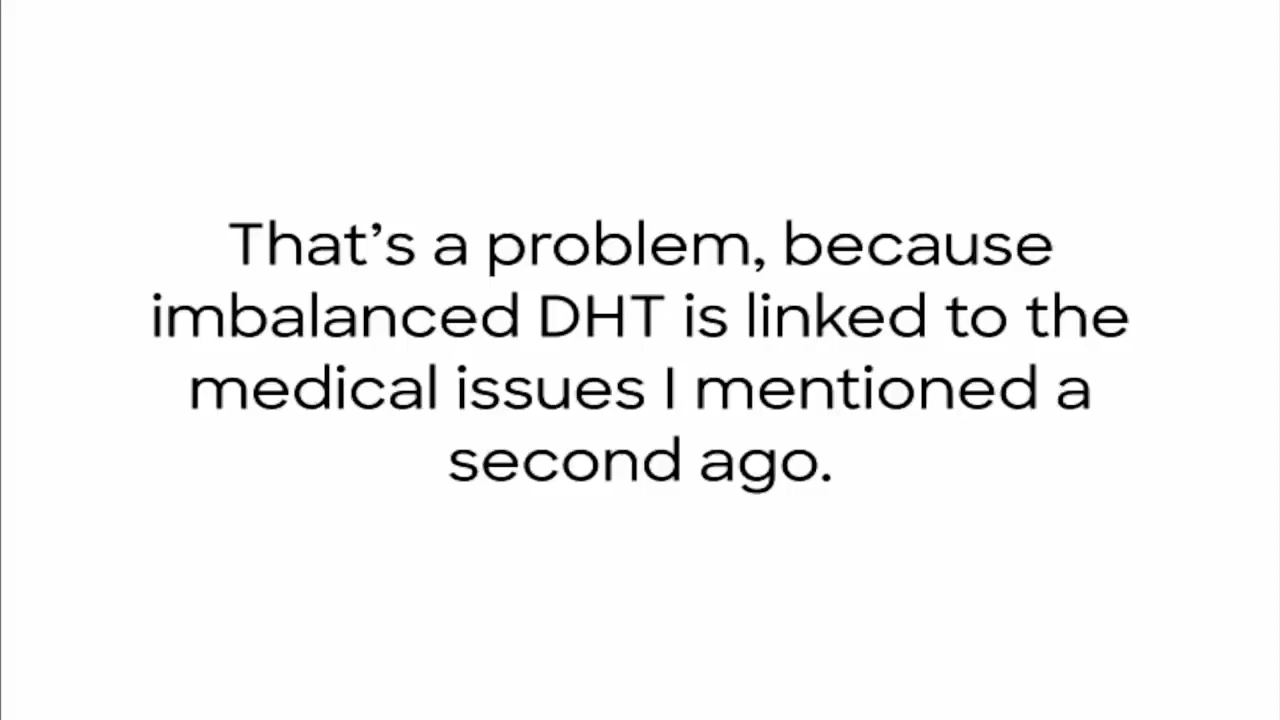 That’s a problem, because
imbalanced DHT is linked to the
medical issues I mentioned a
second ago.